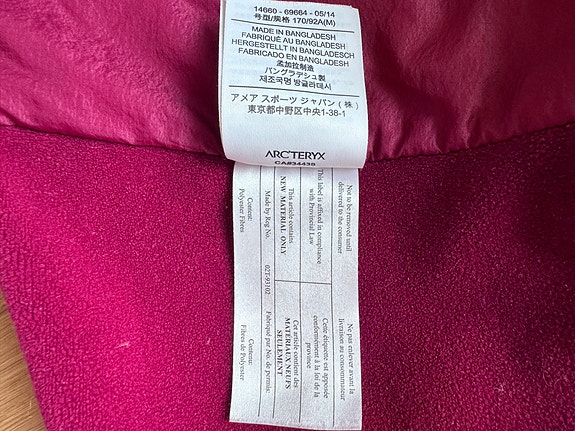 14660 - 69664 - 05/14
号型/规格 170/92A(M)
MADE IN BANGLADESH
FABRIQUÉ AU BANGLADESH
HERGESTELLT IN BANGLADESCH
FABRICADO EN BANGLADESH
孟加拉制造
バングラデシュ製
제조국명 방글라데시
アメア スポーツ ジャパン (株)
東京都中野区中央1-38-1
ARC'TERYX
CA#34438
Not to be removed until
delivered to the consumer
Ne pas enlever avant la
livraison au consommateur
This label is affixed in compliance
with Provincial Law
Cette étiquette est apposée
conformément à la loi de la
province
This article contains
NEW MATERIAL ONLY
Cet article contient des
MATÉRIAUX NEUFS
SEULEMENT
Made by Reg No.
02T-93102
Fabriqué par No. de permis:
Content:
Polyester Fibres
Contenu:
Fibres de Polyester